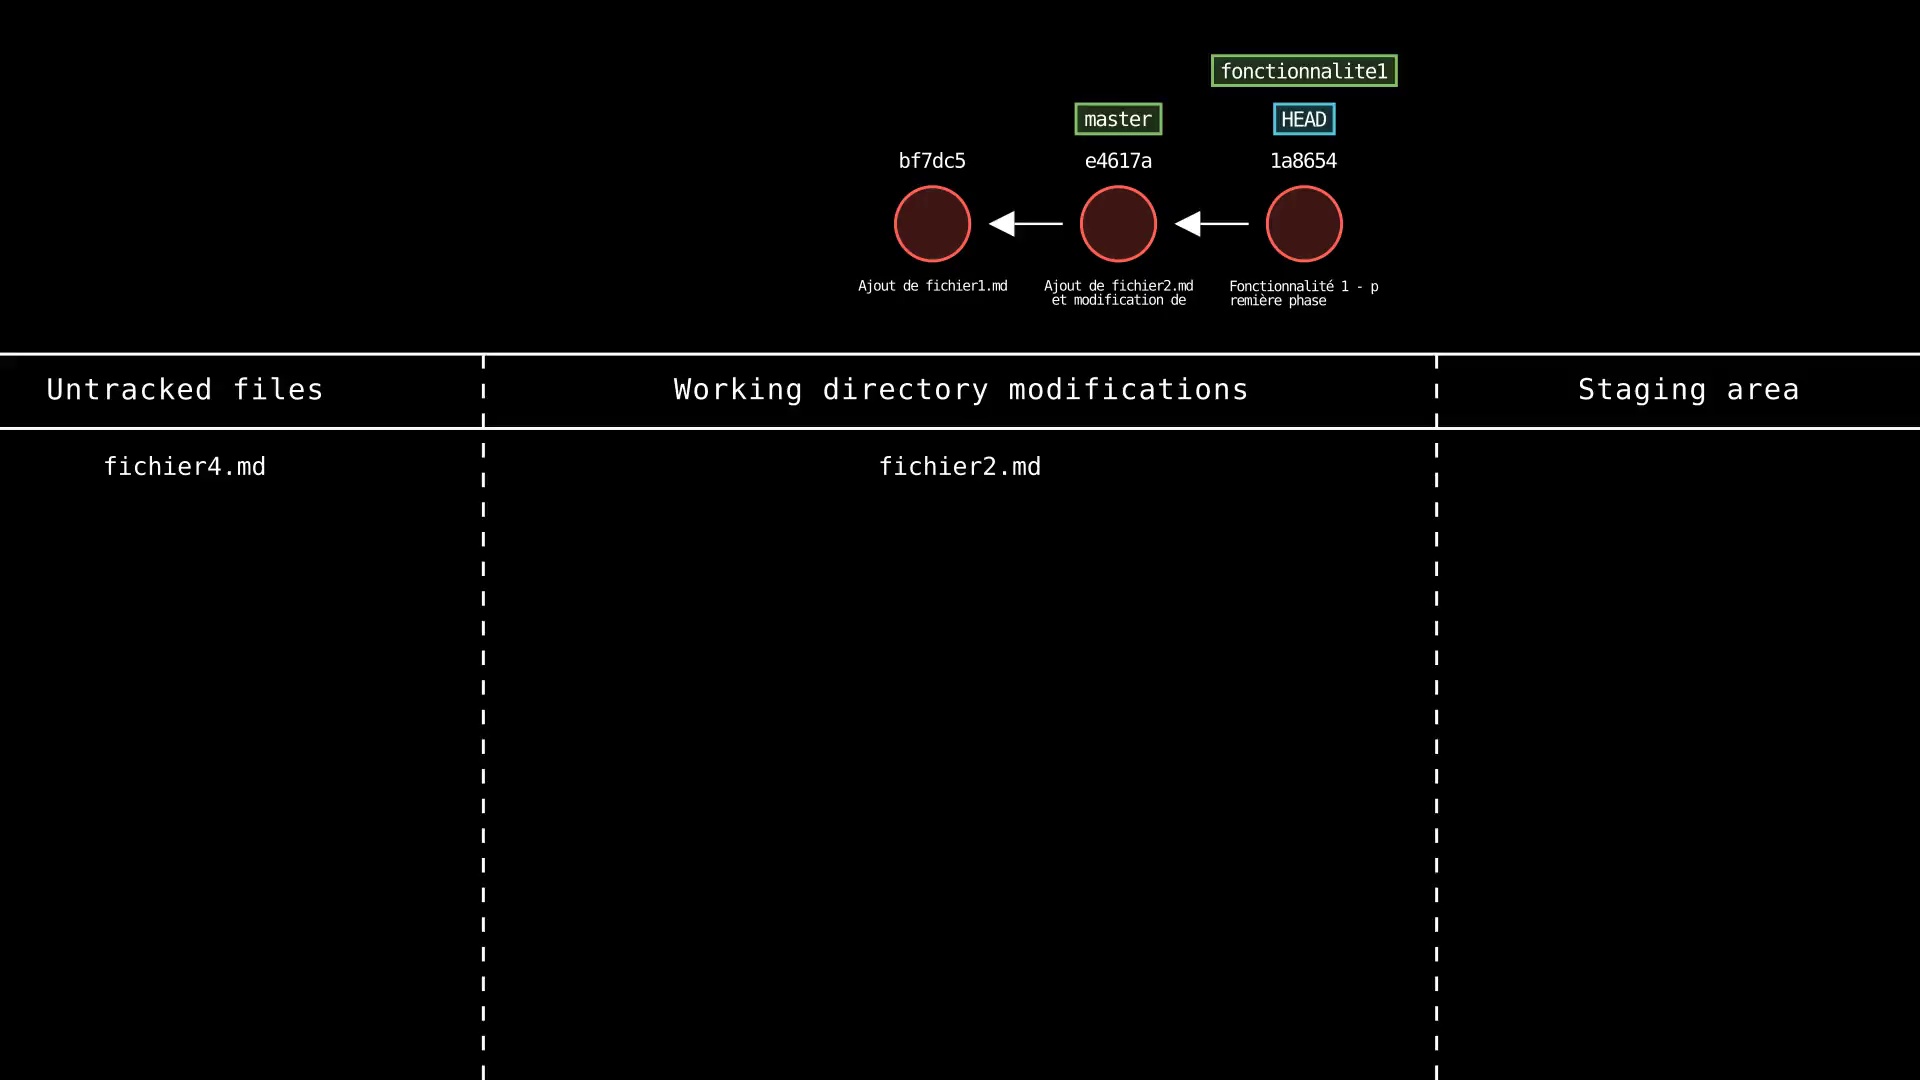 fonctionnalite1
master
HEAD
bf7dc5
e4617a
1a8654
Ajout de fichier1.md
Ajout de fichier2.md
et modification de
Fonctionnalité 1 - p
remière phase
Untracked files
Working directory modifications
Staging area
fichier4.md
fichier2.md